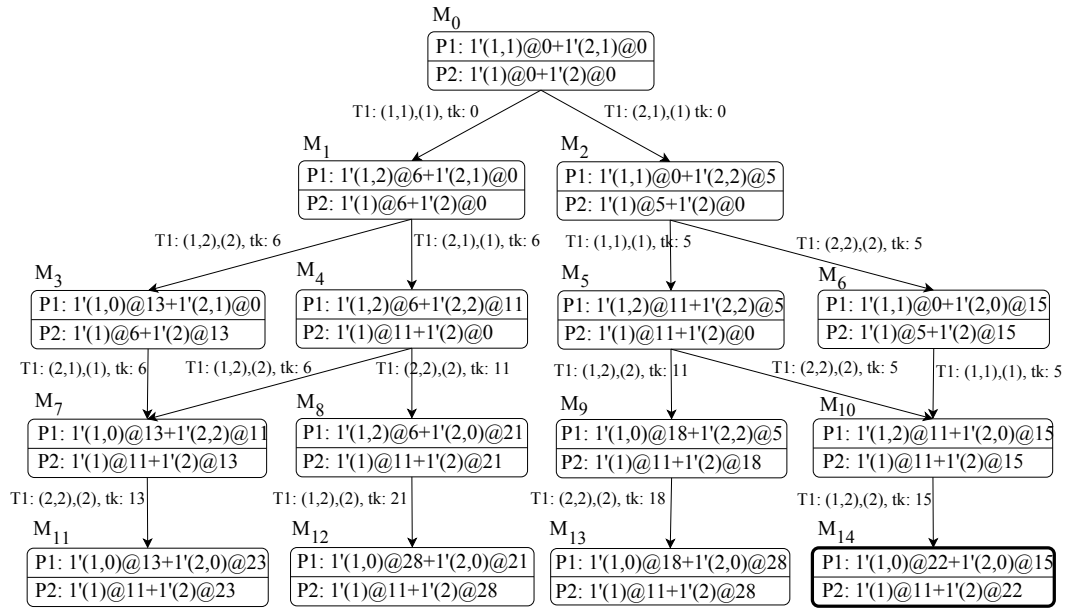 M0
P1: 1'(1,1)@0+1'(2,1)@0
P2: 1'(1)@0+1'(2)@0
T1: (1,1),(1), tk: 0
T1: (2,1),(1) tk: 0
M1
P1: 1'(1,2)@6+1'(2,1)@0
P2: 1'(1)@6+1'(2)@0
M2
P1: 1'(1,1)@0+1'(2,2)@5
P2: 1'(1)@5+1'(2)@0
T1: (1,2),(2), tk: 6
T1: (2,1),(1), tk: 6
T1: (1,1),(1), tk: 5
T1: (2,2),(2), tk: 5
M3
P1: 1'(1,0)@13+1'(2,1)@0
P2: 1'(1)@6+1'(2)@13
M4
P1: 1'(1,2)@6+1'(2,2)@11
P2: 1'(1)@11+1'(2)@0
M5
P1: 1'(1,2)@11+1'(2,2)@5
P2: 1'(1)@11+1'(2)@0
M6
P1: 1'(1,1)@0+1'(2,0)@15
P2: 1'(1)@5+1'(2)@15
T1: (2,1),(1), tk: 6
T1: (1,2),(2), tk: 6
T1: (2,2),(2), tk: 11
T1: (1,2),(2), tk: 11
T1: (2,2),(2), tk: 5
T1: (1,1),(1), tk: 5
M7
P1: 1'(1,0)@13+1'(2,2)@11
P2: 1'(1)@11+1'(2)@13
M8
P1: 1'(1,2)@6+1'(2,0)@21
P2: 1'(1)@11+1'(2)@21
M9
P1: 1'(1,0)@18+1'(2,2)@5
P2: 1'(1)@11+1'(2)@18
M10
P1: 1'(1,2)@11+1'(2,0)@15
P2: 1'(1)@11+1'(2)@15
T1: (2,2),(2), tk: 13
T1: (1,2),(2), tk: 21
T1: (2,2),(2), tk: 18
T1: (1,2),(2), tk: 15
M11
P1: 1'(1,0)@13+1'(2,0)@23
P2: 1'(1)@11+1'(2)@23
M12
P1: 1'(1,0)@28+1'(2,0)@21
P2: 1'(1)@11+1'(2)@28
M13
P1: 1'(1,0)@18+1'(2,0)@28
P2: 1'(1)@11+1'(2)@28
M14
P1: 1'(1,0)@22+1'(2,0)@15
P2: 1'(1)@11+1'(2)@22